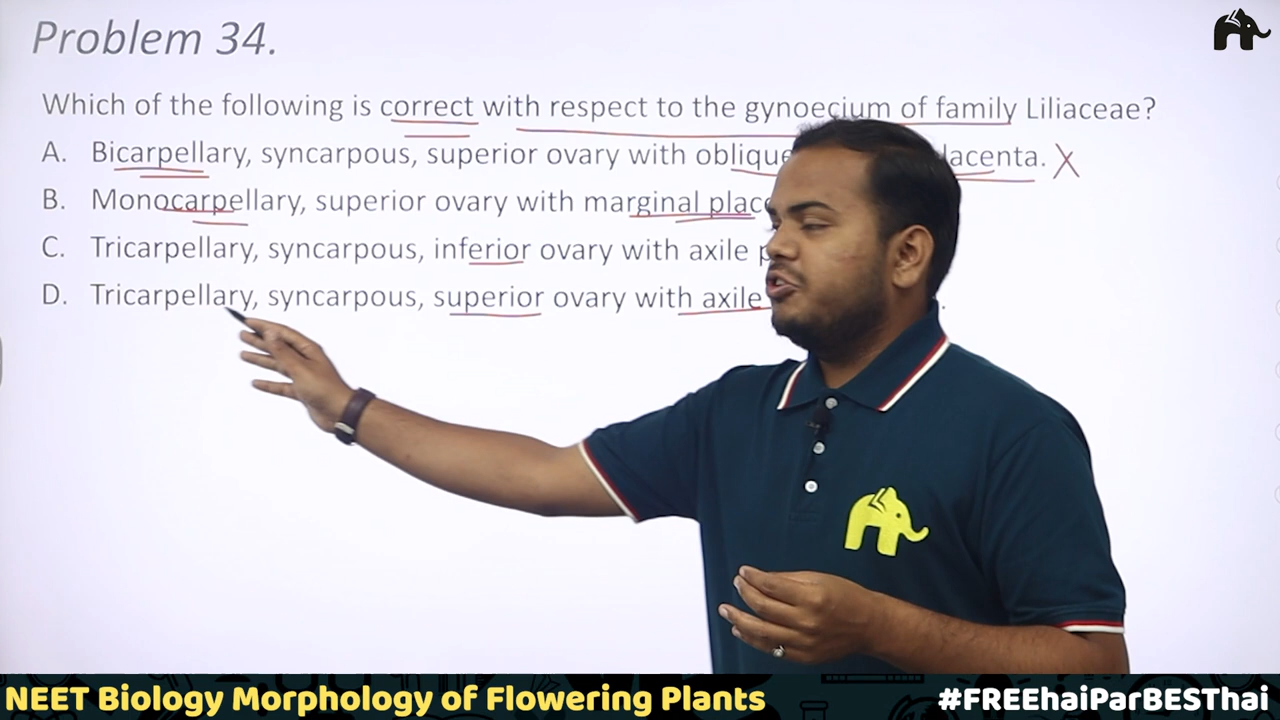 Problem 34.
Which of the following is correct with respect to the gynoecium of family Liliaceae?
A. Bicarpellary, syncarpous, superior ovary with oblique placenta. X
B. Monocarpellary, superior ovary with marginal
C. Tricarpellary, syncarpous, inferior ovary with axile
D. Tricarpellary, syncarpous, superior ovary with axile
NEET Biology Morphology of Flowering Plants
#FREEhaiParBESThai